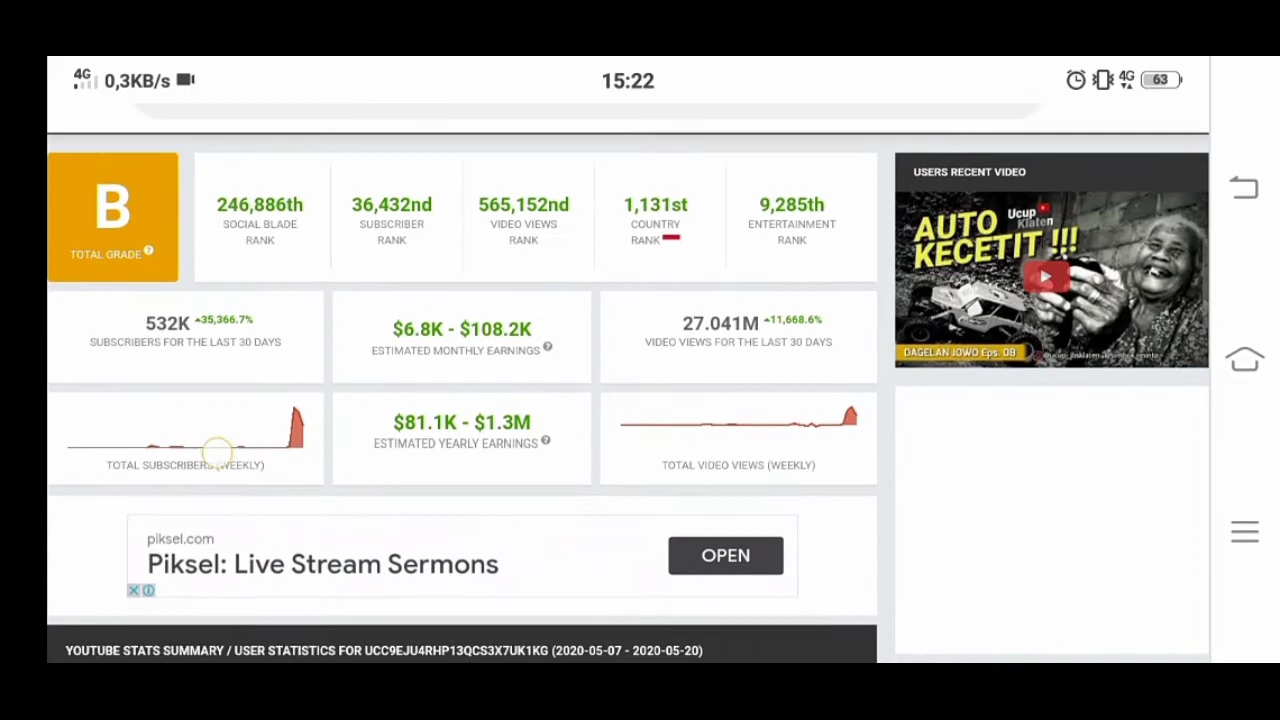 4G 0,3KB/s
15:22
4G 63
B
TOTAL GRADE ?
246,886th
SOCIAL BLADE
RANK
36,432nd
SUBSCRIBER
RANK
565,152nd
VIDEO VIEWS
RANK
1,131st
COUNTRY
RANK
9,285th
ENTERTAINMENT
RANK
USERS RECENT VIDEO
AUTO
KECETIT !!!
Ucup
Klaten
DAGELAN JOWO Eps. 08
532K 35,366.7%
SUBSCRIBERS FOR THE LAST 30 DAYS
$6.8K - $108.2K
ESTIMATED MONTHLY EARNINGS ?
27.041M 11,668.6%
VIDEO VIEWS FOR THE LAST 30 DAYS
TOTAL SUBSCRIBERS (WEEKLY)
$81.1K - $1.3M
ESTIMATED YEARLY EARNINGS ?
TOTAL VIDEO VIEWS (WEEKLY)
piksel.com
Piksel: Live Stream Sermons
OPEN
YOUTUBE STATS SUMMARY / USER STATISTICS FOR UCC9EJU4RHP13QCS3X7UK1KG (2020-05-07 - 2020-05-20)